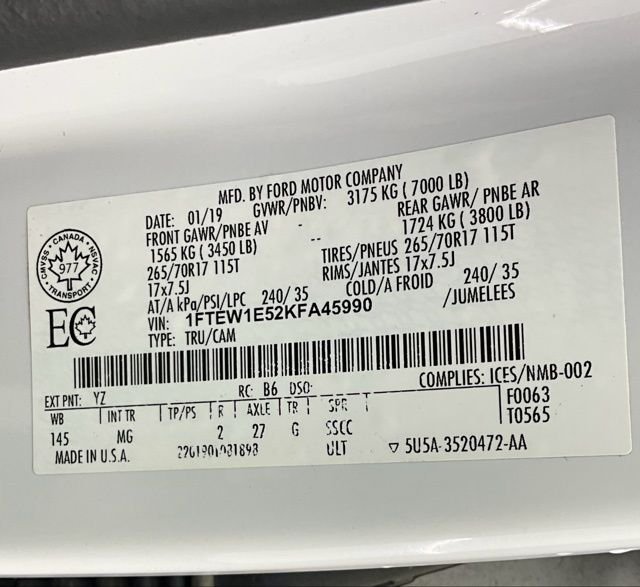 MFD. BY FORD MOTOR COMPANY
DATE: 01/19 GVWR/PNBV: 3175 KG ( 7000 LB)
FRONT GAWR/PNBE AV - REAR GAWR/ PNBE AR
1565 KG ( 3450 LB) -- 1724 KG ( 3800 LB)
265/70R17 115T TIRES/PNEUS 265/70R17 115T
17x7.5J RIMS/JANTES 17x7.5J
AT/A kPa/PSI/LPC 240/ 35 COLD/A FROID 240/ 35
VIN: 1FTEW1E52KFA45990 /JUMELEES
TYPE: TRU/CAM
CMVSS · CANADA · NSVAC
977
TRANSPORT
EC
COMPLIES: ICES/NMB-002
EXT PNT: YZ RC: B6 DSO:
WB INT TR TP/PS R AXLE TR SPR T F0063
145 MG 2 27 G SSCC T0565
MADE IN U.S.A. ULT ▽ 5U5A-3520472-AA